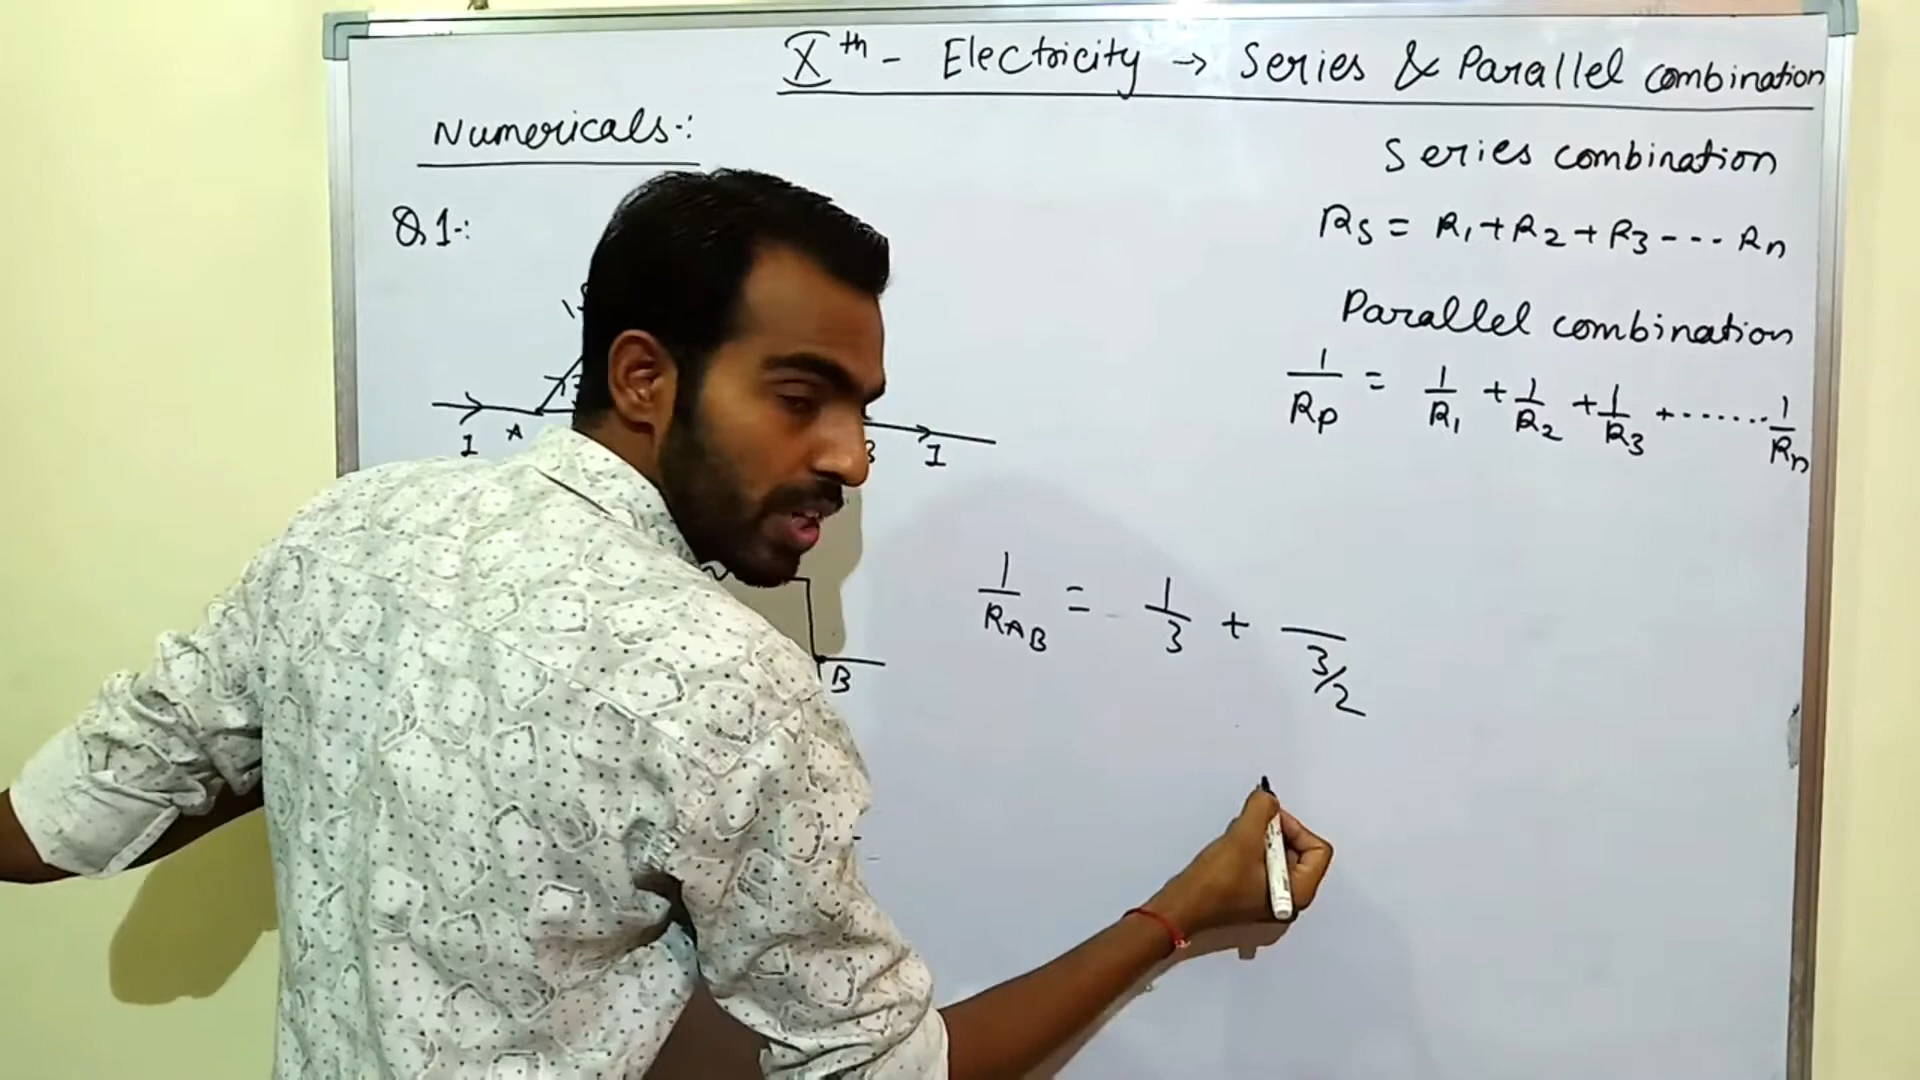 Xth - Electricity → Series & Parallel combination
Numericals:
Q1:
I A B I
B
Series combination
Rs = R1 + R2 + R3 --- Rn
Parallel combination
1/Rp = 1/R1 + 1/R2 + 1/R3 + ....... 1/Rn
1/RAB = 1/3 + /3/2